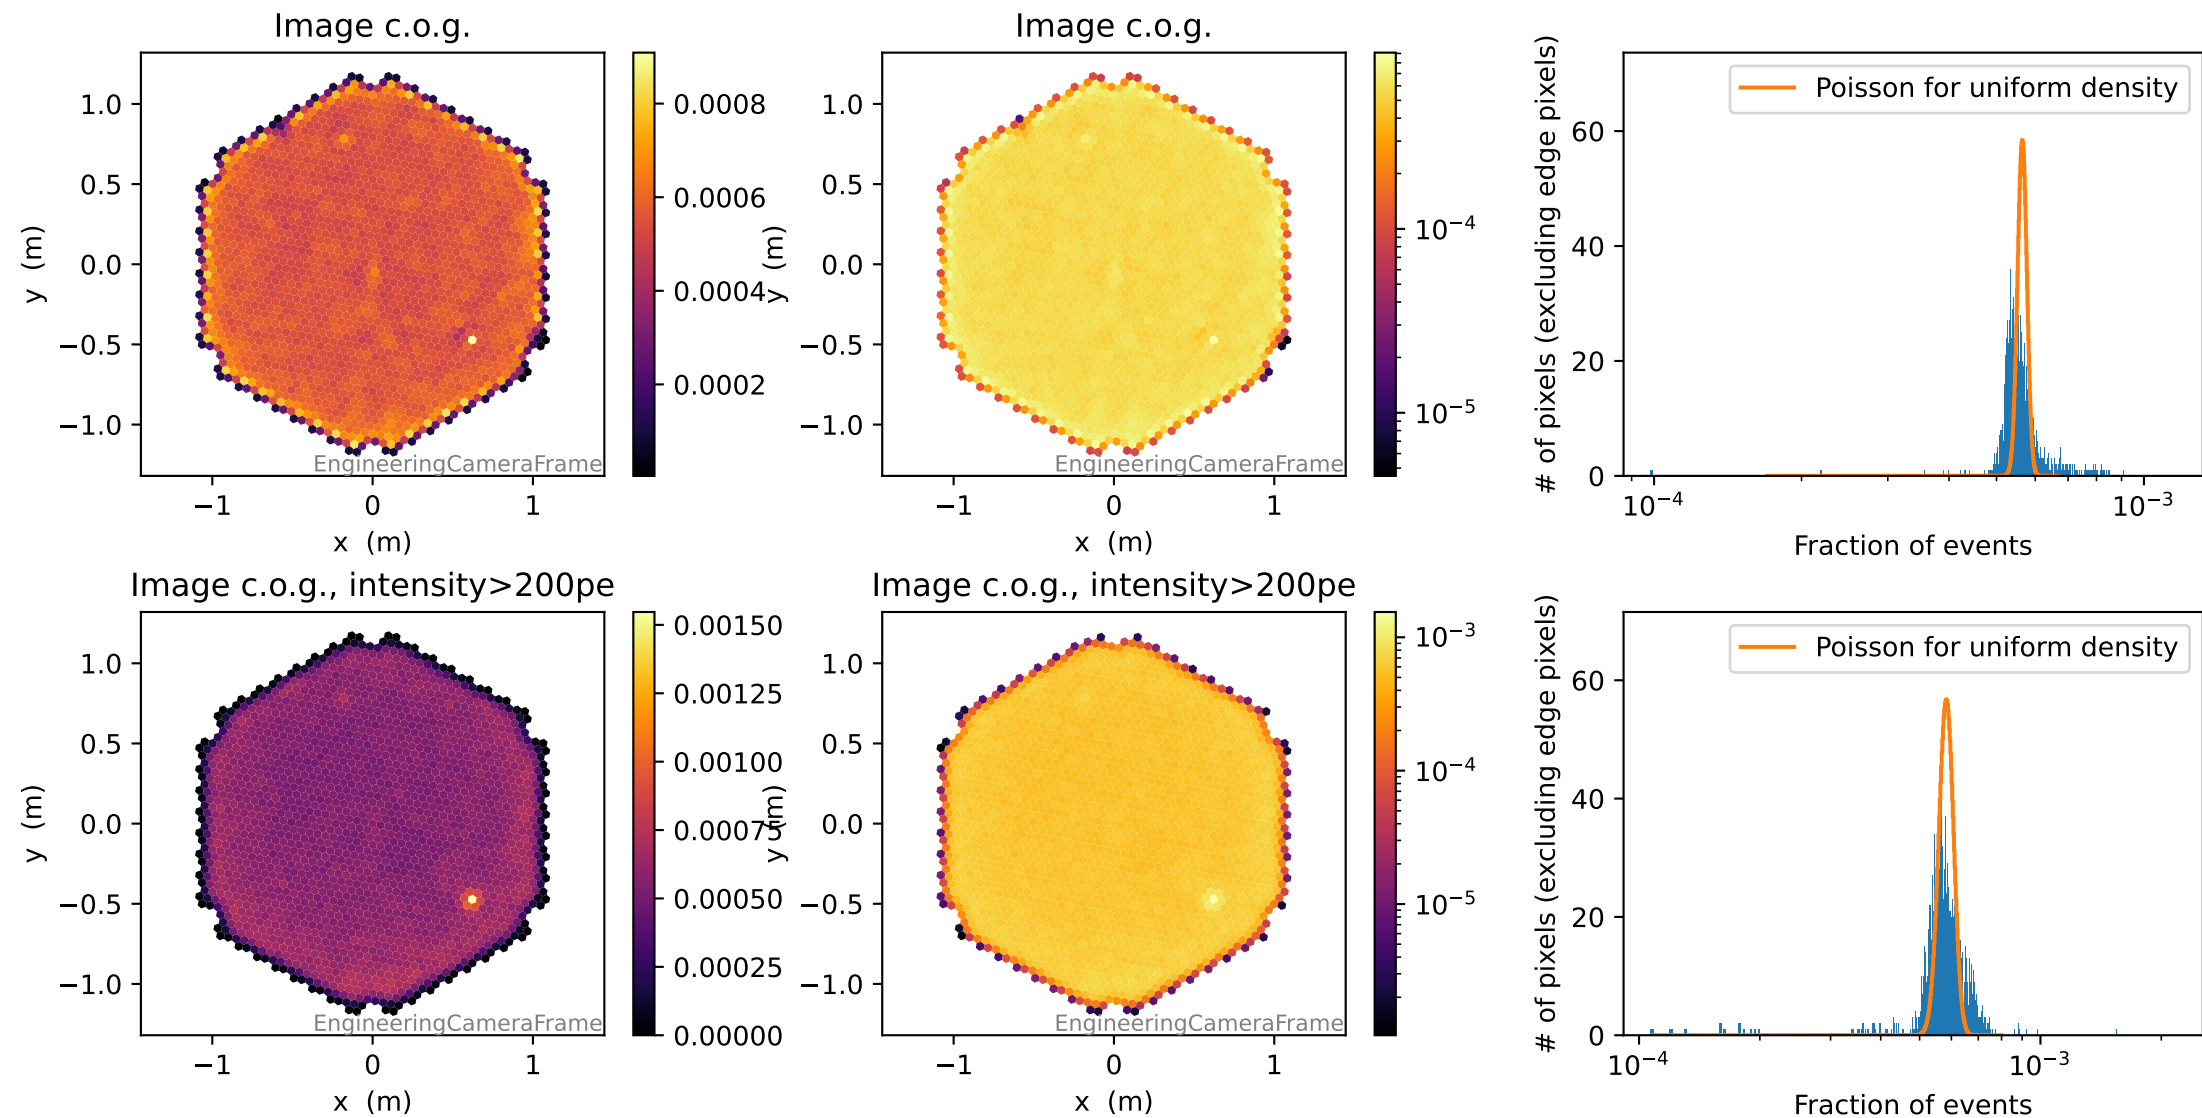 Image c.o.g.
1.0
0.5
0.0
−0.5
−1.0
y (m)
−1
0
1
x (m)
EngineeringCameraFrame
0.0008
0.0006
0.0004
0.0002
Image c.o.g.
1.0
0.5
0.0
−0.5
−1.0
y (m)
−1
0
1
x (m)
EngineeringCameraFrame
10⁻⁴
10⁻⁵
Poisson for uniform density
# of pixels (excluding edge pixels)
60
40
20
0
10⁻⁴
10⁻³
Fraction of events
Image c.o.g., intensity>200pe
1.0
0.5
0.0
−0.5
−1.0
y (m)
−1
0
1
x (m)
EngineeringCameraFrame
0.00150
0.00125
0.00100
0.00075
0.00050
0.00025
0.00000
Image c.o.g., intensity>200pe
1.0
0.5
0.0
−0.5
−1.0
y (m)
−1
0
1
x (m)
EngineeringCameraFrame
10⁻³
10⁻⁴
10⁻⁵
Poisson for uniform density
# of pixels (excluding edge pixels)
60
40
20
0
10⁻⁴
10⁻³
Fraction of events